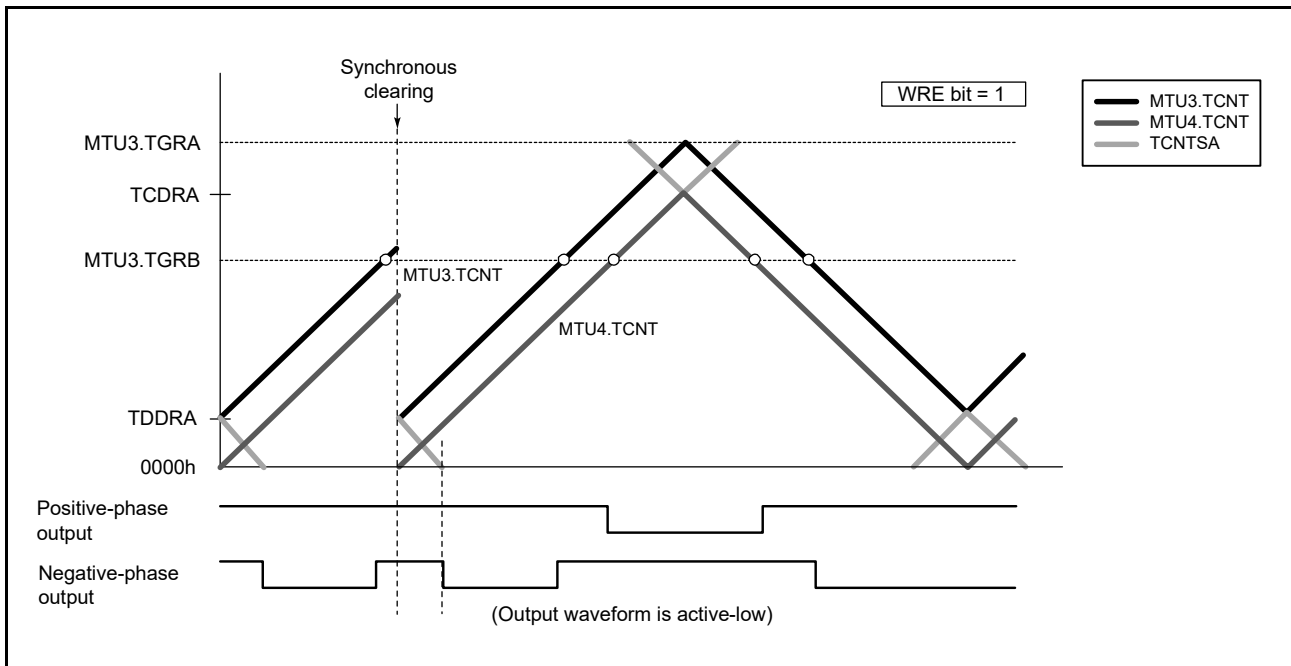 Synchronous
clearing
WRE bit = 1
MTU3.TCNT
MTU4.TCNT
TCNTSA
MTU3.TGRA
TCDRA
MTU3.TGRB
MTU3.TCNT
MTU4.TCNT
TDDRA
0000h
Positive-phase
output
Negative-phase
output
(Output waveform is active-low)